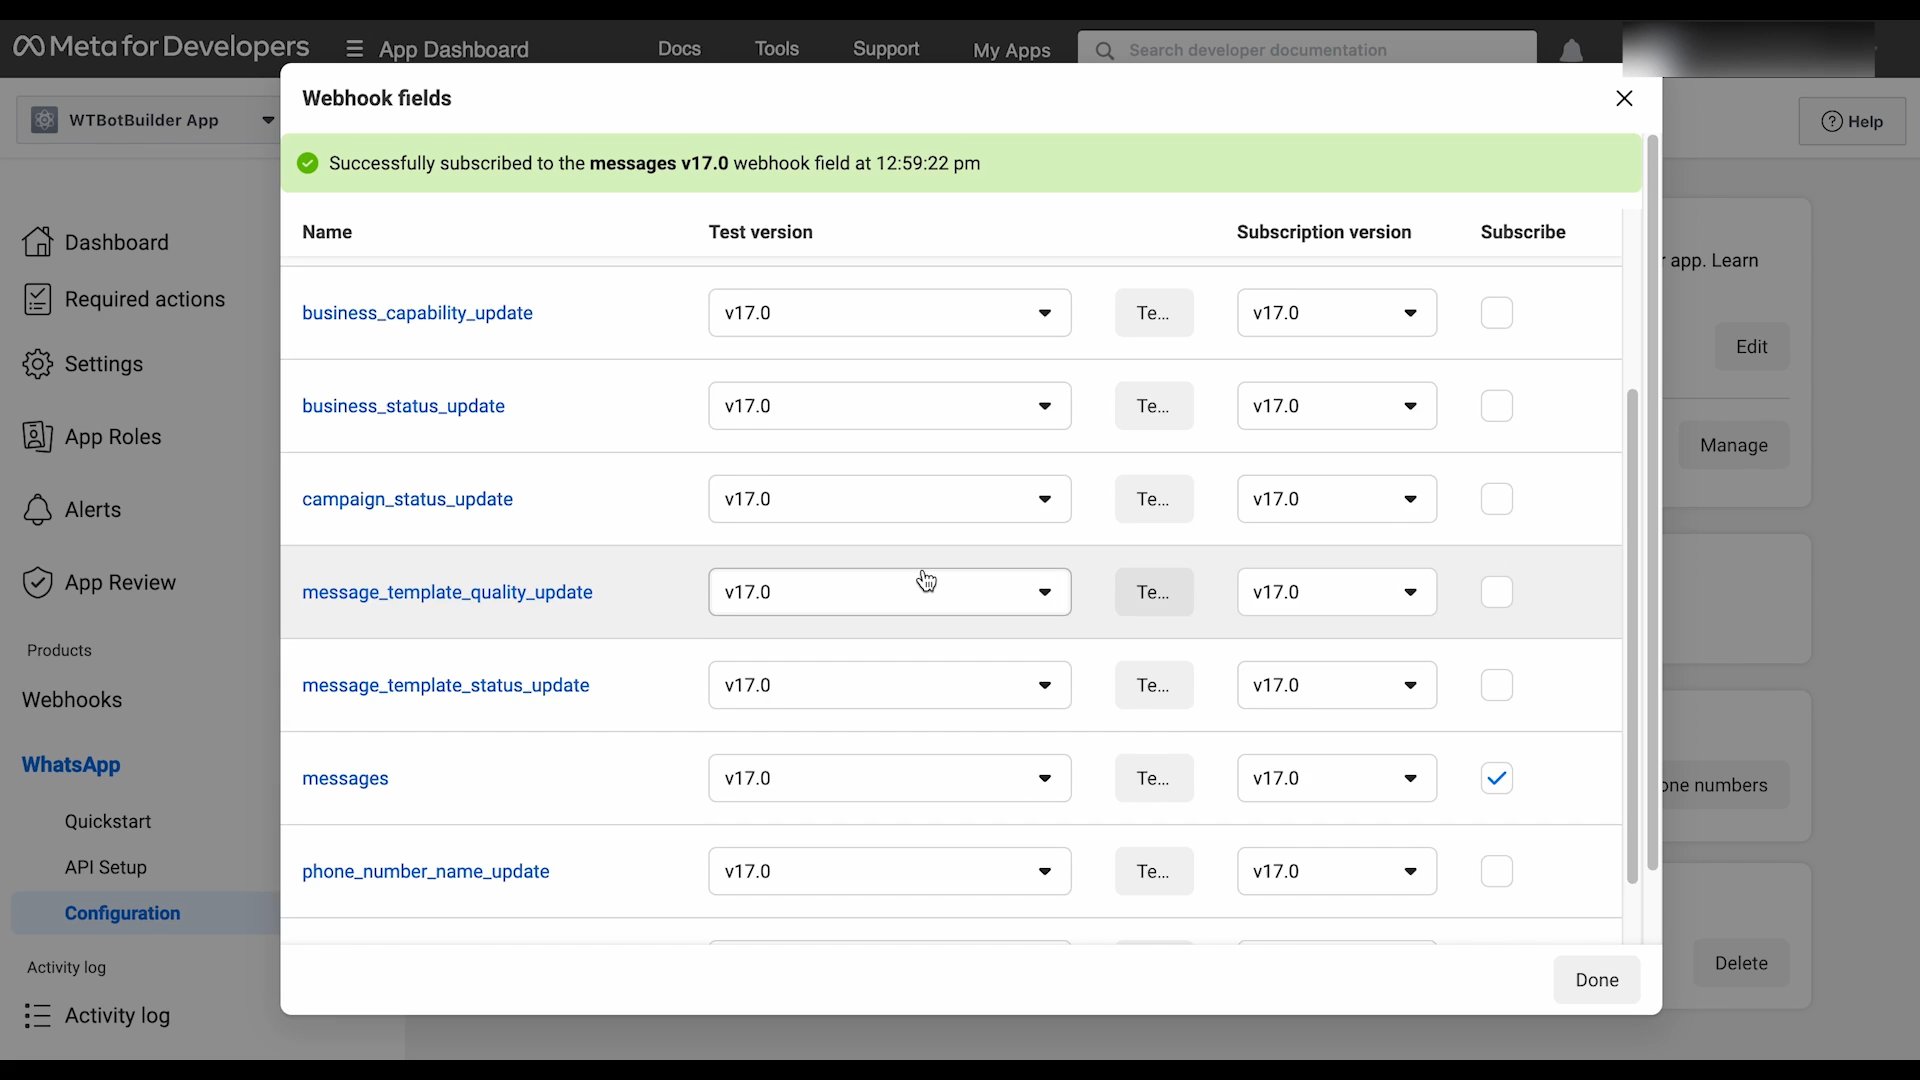 Meta for Developers
App Dashboard
Docs
Tools
Support
My Apps
Search developer documentation
WTBotBuilder App
Help
Webhook fields
Successfully subscribed to the messages v17.0 webhook field at 12:59:22 pm
Name
Test version
Subscription version
Subscribe
business_capability_update
v17.0
Te...
v17.0
business_status_update
v17.0
Te...
v17.0
campaign_status_update
v17.0
Te...
v17.0
message_template_quality_update
v17.0
Te...
v17.0
message_template_status_update
v17.0
Te...
v17.0
messages
v17.0
Te...
v17.0
phone_number_name_update
v17.0
Te...
v17.0
Done
Dashboard
Required actions
Settings
App Roles
Alerts
App Review
Products
Webhooks
WhatsApp
Quickstart
API Setup
Configuration
Activity log
Activity log
app. Learn
Edit
Manage
numbers
Delete